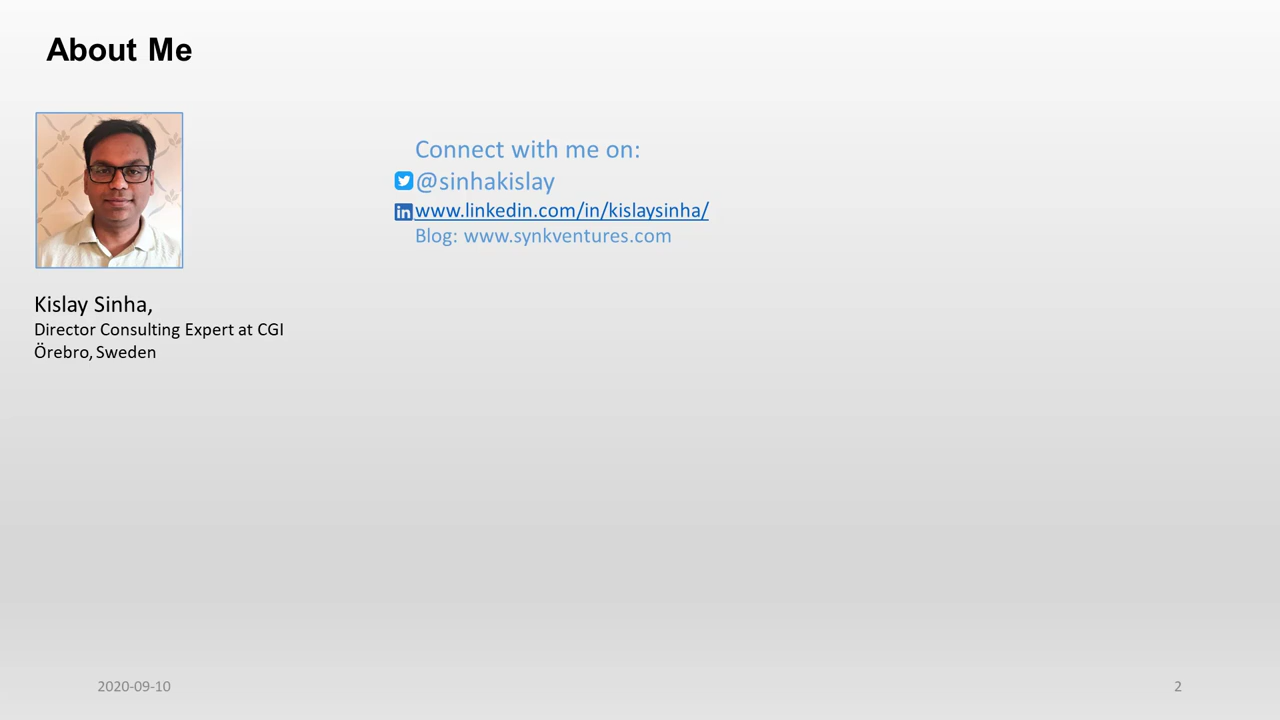 About Me
Connect with me on:
@sinhakislay
in www.linkedin.com/in/kislaysinha/
Blog: www.synkventures.com
Kislay Sinha,
Director Consulting Expert at CGI
Örebro, Sweden
2020-09-10
2